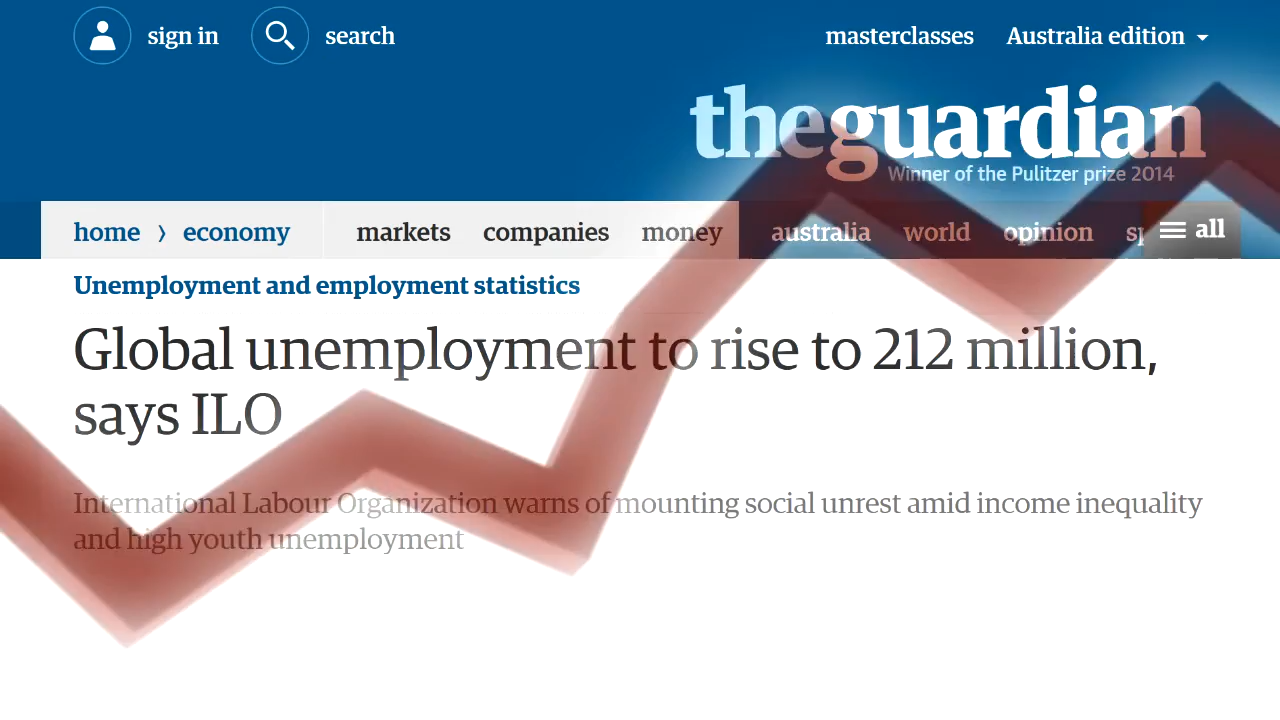 sign in search masterclasses Australia edition
theguardian
Winner of the Pulitzer prize 2014
home › economy markets companies money australia world opinion sp all
Unemployment and employment statistics
Global unemployment to rise to 212 million,
says ILO
International Labour Organization warns of mounting social unrest amid income inequality
and high youth unemployment